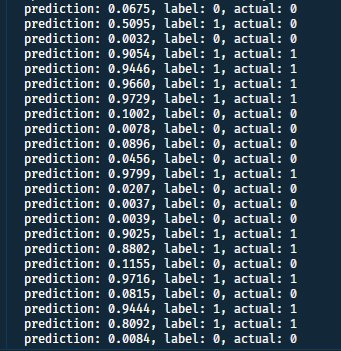 prediction: 0.0675, label: 0, actual: 0
prediction: 0.5095, label: 1, actual: 0
prediction: 0.0032, label: 0, actual: 0
prediction: 0.9054, label: 1, actual: 1
prediction: 0.9446, label: 1, actual: 1
prediction: 0.9660, label: 1, actual: 1
prediction: 0.9729, label: 1, actual: 1
prediction: 0.1002, label: 0, actual: 0
prediction: 0.0078, label: 0, actual: 0
prediction: 0.0896, label: 0, actual: 0
prediction: 0.0456, label: 0, actual: 0
prediction: 0.9799, label: 1, actual: 1
prediction: 0.0207, label: 0, actual: 0
prediction: 0.0037, label: 0, actual: 0
prediction: 0.0039, label: 0, actual: 0
prediction: 0.9025, label: 1, actual: 1
prediction: 0.8802, label: 1, actual: 1
prediction: 0.1155, label: 0, actual: 0
prediction: 0.9716, label: 1, actual: 1
prediction: 0.0815, label: 0, actual: 0
prediction: 0.9444, label: 1, actual: 1
prediction: 0.8092, label: 1, actual: 1
prediction: 0.0084, label: 0, actual: 0